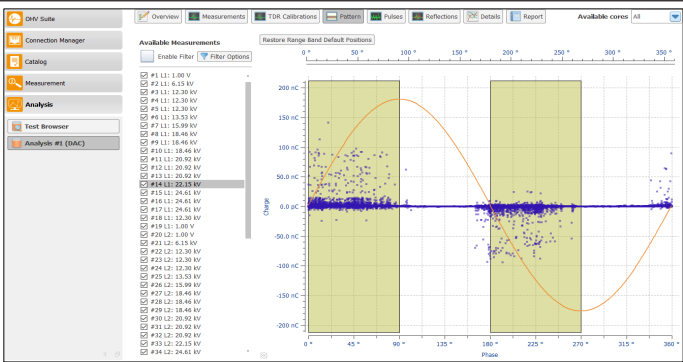 OHV Suite
Connection Manager
Catalog
Measurement
Analysis
Test Browser
Analysis #1 (DAC)
Overview Measurements TDR Calibrations Pattern Pulses Reflections Details Report Available cores All
Available Measurements
Enable Filter Filter Options
#1 L1: 1.00 V
#2 L1: 6.15 kV
#3 L1: 12.30 kV
#4 L1: 12.30 kV
#5 L1: 12.30 kV
#6 L1: 13.53 kV
#7 L1: 15.99 kV
#8 L1: 18.46 kV
#9 L1: 18.46 kV
#10 L1: 18.46 kV
#11 L1: 20.92 kV
#12 L1: 20.92 kV
#13 L1: 20.92 kV
#14 L1: 22.15 kV
#15 L1: 24.61 kV
#16 L1: 24.61 kV
#17 L1: 24.61 kV
#18 L1: 12.30 kV
#19 L1: 1.00 V
#20 L2: 1.00 V
#21 L2: 6.15 kV
#22 L2: 12.30 kV
#23 L2: 12.30 kV
#24 L2: 12.30 kV
#25 L2: 13.53 kV
#26 L2: 15.99 kV
#27 L2: 18.46 kV
#28 L2: 18.46 kV
#29 L2: 18.46 kV
#30 L2: 20.92 kV
#31 L2: 20.92 kV
#32 L2: 20.92 kV
#33 L2: 22.15 kV
#34 L2: 24.61 kV
Restore Range Band Default Positions
0 ° 50 ° 100 ° 150 ° 200 ° 250 ° 300 ° 350 °
200 nC
150 nC
100 nC
50.0 nC
0.00 nC
-50.0 nC
-100 nC
-150 nC
-200 nC
Charge
0 ° 45 ° 90 ° 135 ° 180 ° 225 ° 270 ° 315 ° 360 °
Phase